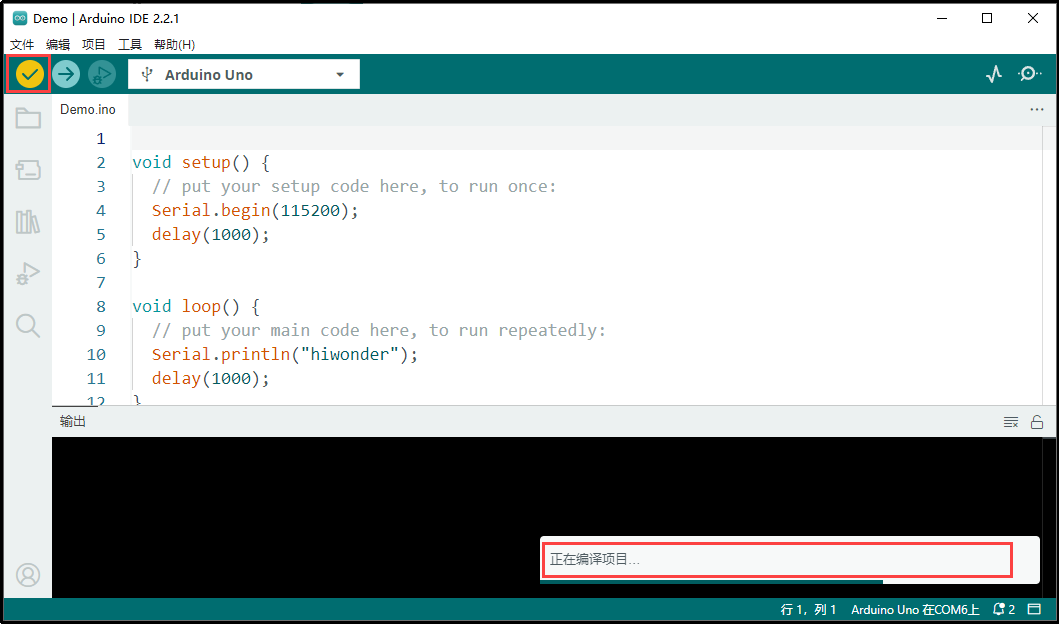 Demo | Arduino IDE 2.2.1
文件 编辑 项目 工具 帮助(H)
Arduino Uno
Demo.ino
1
2 void setup() {
3 // put your setup code here, to run once:
4 Serial.begin(115200);
5 delay(1000);
6 }
7
8 void loop() {
9 // put your main code here, to run repeatedly:
10 Serial.println("hiwonder");
11 delay(1000);
12 }
输出
正在编译项目...
行 1，列 1 Arduino Uno 在COM6上 2